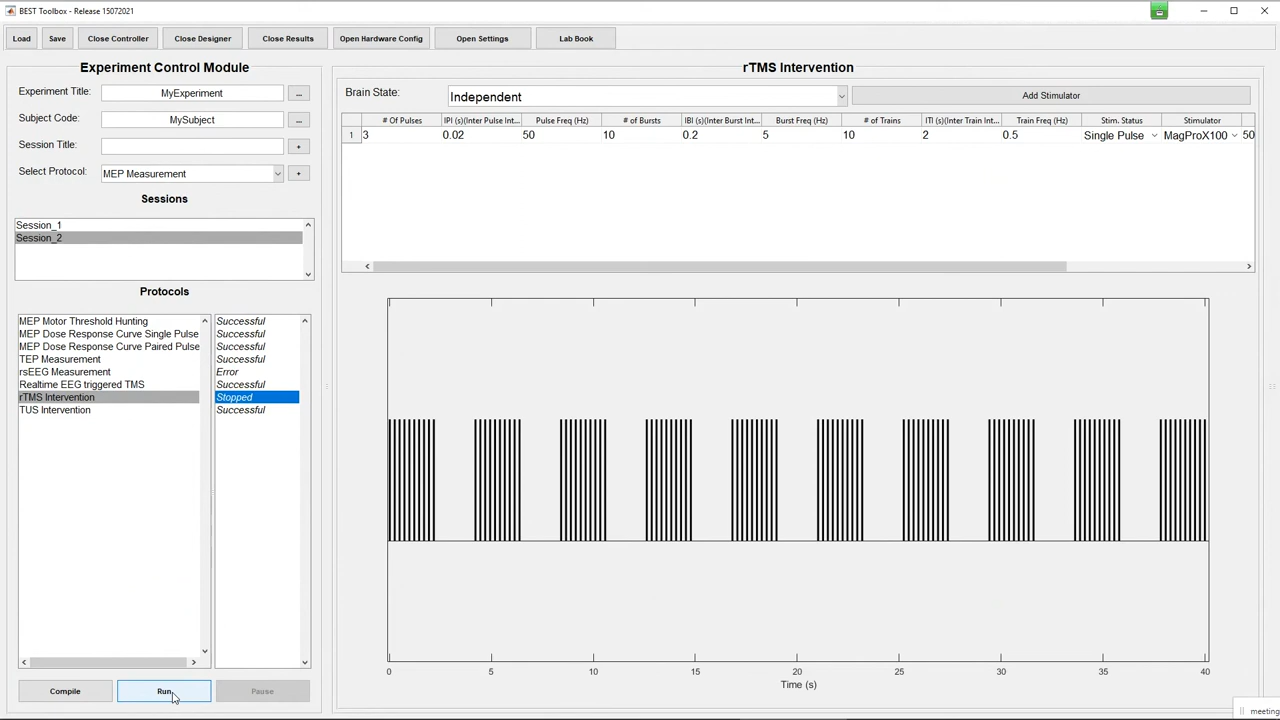 BEST Toolbox - Release 15072021
Load Save Close Controller Close Designer Close Results Open Hardware Config Open Settings Lab Book
Experiment Control Module
Experiment Title: MyExperiment ...
Subject Code: MySubject ...
Session Title: +
Select Protocol: MEP Measurement +
Sessions
Session_1
Session_2
Protocols
MEP Motor Threshold Hunting Successful
MEP Dose Response Curve Single Pulse Successful
MEP Dose Response Curve Paired Pulse Successful
TEP Measurement Successful
rsEEG Measurement Error
Realtime EEG triggered TMS Successful
rTMS Intervention Stopped
TUS Intervention Successful
Compile Run Pause
rTMS Intervention
Brain State: Independent Add Stimulator
# Of Pulses IPI (s)(Inter Pulse Int... Pulse Freq (Hz) # of Bursts IBI (s)(Inter Burst Int... Burst Freq (Hz) # of Trains ITI (s)(Inter Train Int... Train Freq (Hz) Stim. Status Stimulator
1 3 0.02 50 10 0.2 5 10 2 0.5 Single Pulse MagProX100 50
0 5 10 15 20 25 30 35 40
Time (s)
meeting